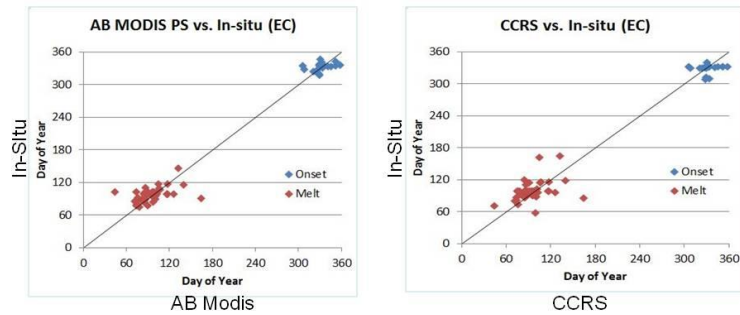 AB MODIS PS vs. In-situ (EC)
In-Situ
Day of Year
360
300
240
180
120
60
0
Onset
Melt
0 60 120 180 240 300 360
Day of Year
AB Modis
CCRS vs. In-situ (EC)
In-Situ
Day of Year
360
300
240
180
120
60
0
Onset
Melt
0 60 120 180 240 300 360
Day of Year
CCRS